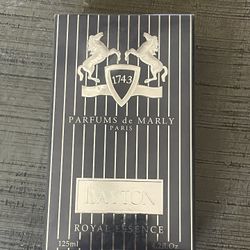 1743
PARFUMS de MARLY
PARIS
ROYAL ESSENCE
125ml